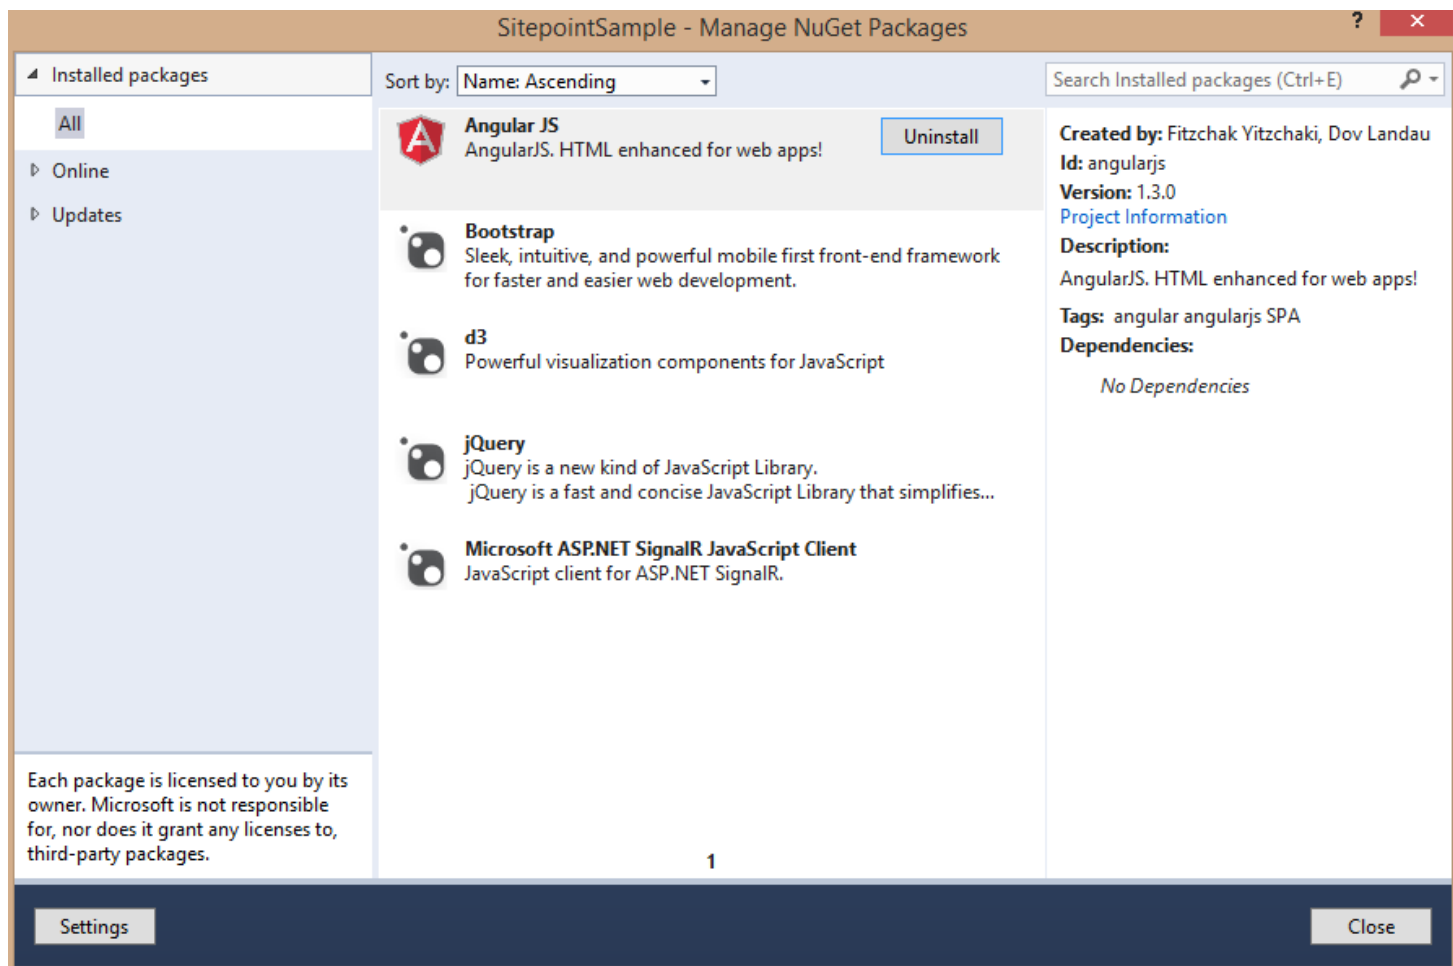 SitepointSample - Manage NuGet Packages
?
Installed packages
All
Online
Updates
Each package is licensed to you by its
owner. Microsoft is not responsible
for, nor does it grant any licenses to,
third-party packages.
Sort by: Name: Ascending
Angular JS
AngularJS. HTML enhanced for web apps!
Uninstall
Bootstrap
Sleek, intuitive, and powerful mobile first front-end framework
for faster and easier web development.
d3
Powerful visualization components for JavaScript
jQuery
jQuery is a new kind of JavaScript Library.
jQuery is a fast and concise JavaScript Library that simplifies...
Microsoft ASP.NET SignalR JavaScript Client
JavaScript client for ASP.NET SignalR.
1
Search Installed packages (Ctrl+E)
Created by: Fitzchak Yitzchaki, Dov Landau
Id: angularjs
Version: 1.3.0
Project Information
Description:
AngularJS. HTML enhanced for web apps!
Tags: angular angularjs SPA
Dependencies:
No Dependencies
Settings
Close